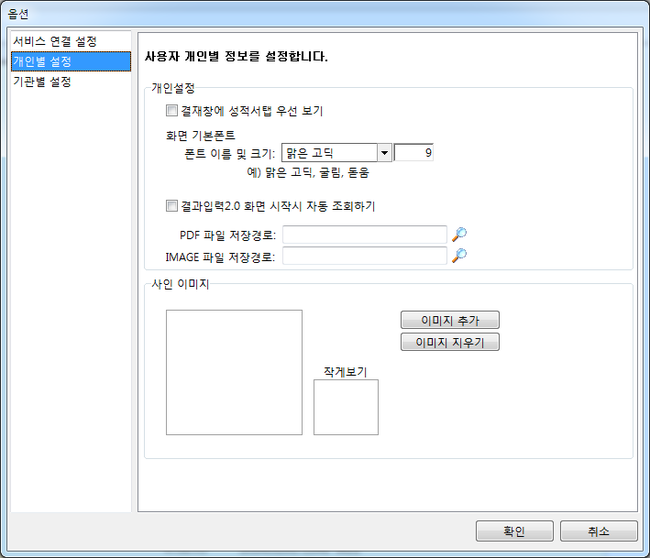 옵션
서비스 연결 설정
개인별 설정
기관별 설정
사용자 개인별 정보를 설정합니다.
개인설정
결재창에 성적서탭 우선 보기
화면 기본폰트
폰트 이름 및 크기: 맑은 고딕 9
예) 맑은 고딕, 굴림, 돋움
결과입력2.0 화면 시작시 자동 조회하기
PDF 파일 저장경로:
IMAGE 파일 저장경로:
사인 이미지
이미지 추가
이미지 지우기
작게보기
확인 취소